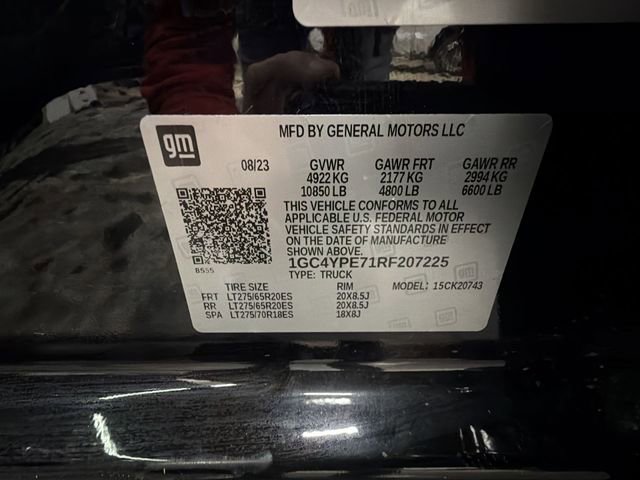 gm
MFD BY GENERAL MOTORS LLC
08/23 GVWR GAWR FRT GAWR RR
4922 KG 2177 KG 2994 KG
10850 LB 4800 LB 6600 LB
THIS VEHICLE CONFORMS TO ALL
APPLICABLE U.S. FEDERAL MOTOR
VEHICLE SAFETY STANDARDS IN EFFECT
ON THE DATE OF MANUFACTURE
SHOWN ABOVE.
8555
1GC4YPE71RF207225
TYPE: TRUCK MODEL: 15CK20743
TIRE SIZE RIM
FRT LT275/65R20ES 20X8.5J
RR LT275/65R20ES 20X8.5J
SPA LT275/70R18ES 18X8J